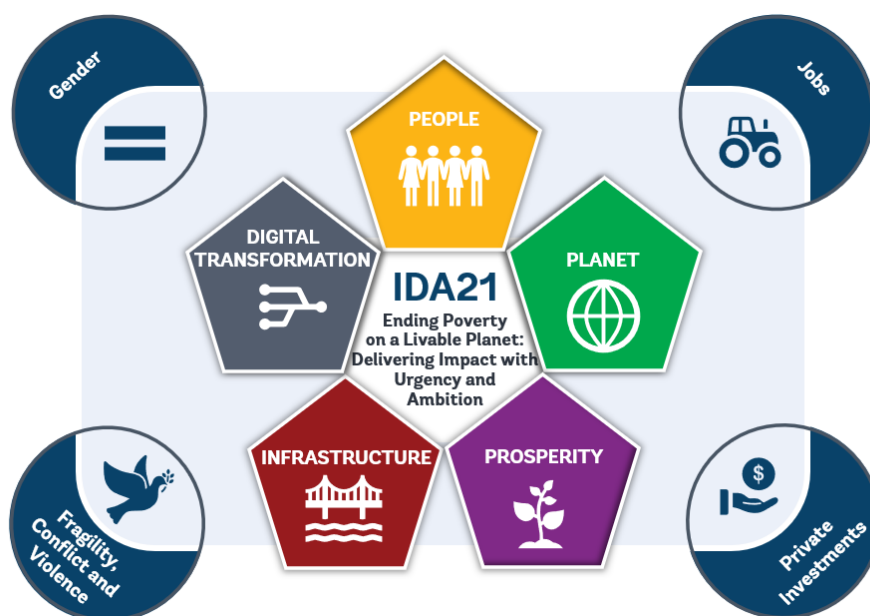 Gender
Jobs
PEOPLE
DIGITAL
TRANSFORMATION
PLANET
IDA21
Ending Poverty
on a Livable Planet:
Delivering Impact with
Urgency and
Ambition
INFRASTRUCTURE
PROSPERITY
$
Fragility,
Conflict and
Violence
Private
Investments